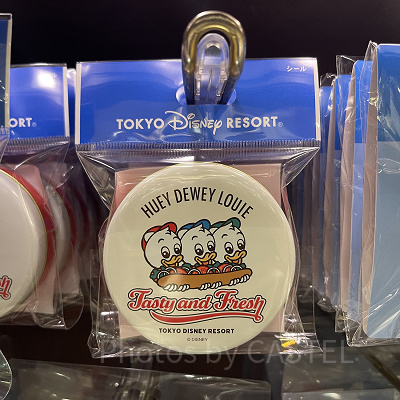 シール
TOKYO Disney RESORT®
HUEY DEWEY LOUIE
Tasty and Fresh
TOKYO DISNEY RESORT
© DISNEY
Photos by CASTEL